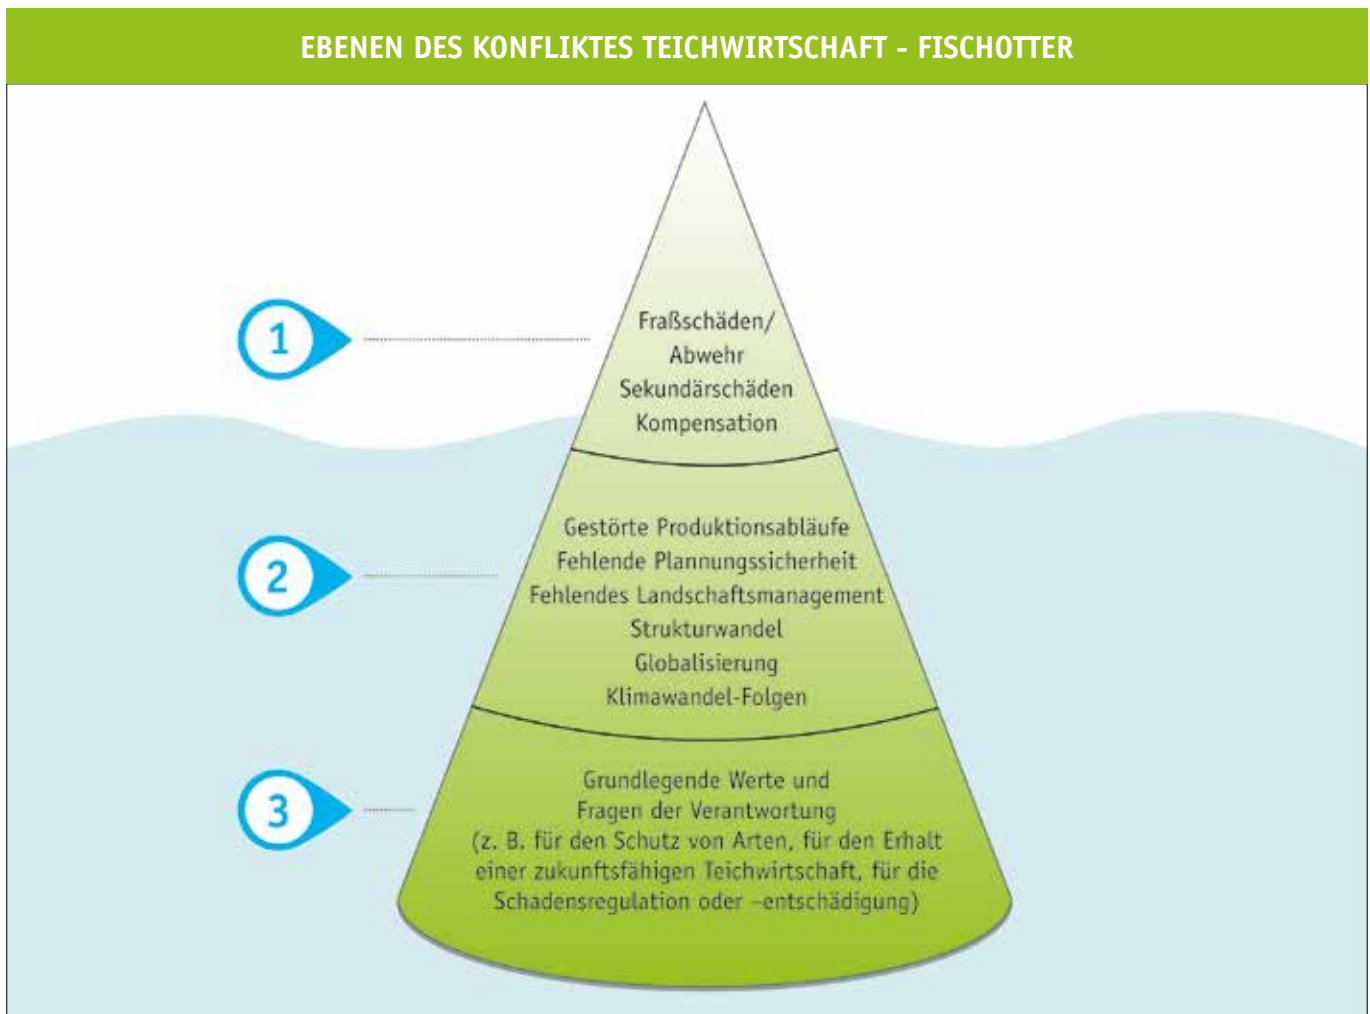 EBENEN DES KONFLIKTES TEICHWIRTSCHAFT - FISCHOTTER
1
Fraßschäden/
Abwehr
Sekundärschäden
Kompensation
2
Gestörte Produktionsabläufe
Fehlende Plannungssicherheit
Fehlendes Landschaftsmanagement
Strukturwandel
Globalisierung
Klimawandel-Folgen
3
Grundlegende Werte und
Fragen der Verantwortung
(z. B. für den Schutz von Arten, für den Erhalt
einer zukunftsfähigen Teichwirtschaft, für die
Schadensregulation oder –entschädigung)